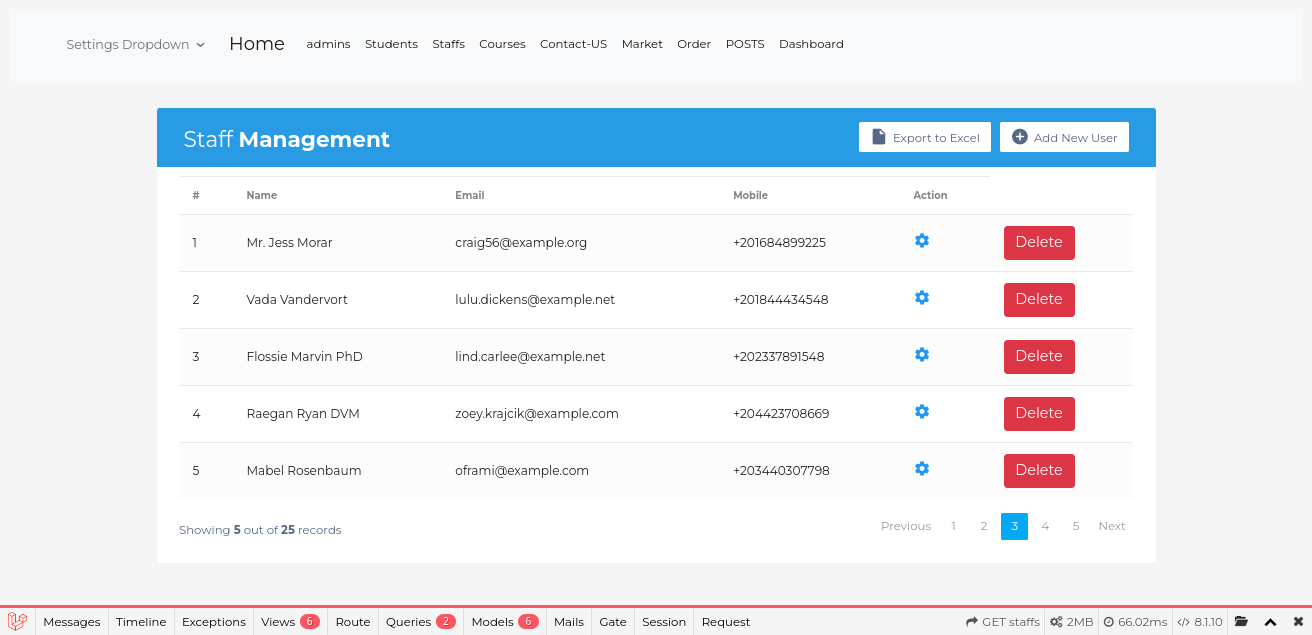 Settings Dropdown Home admins Students Staffs Courses Contact-US Market Order POSTS Dashboard
Staff Management Export to Excel Add New User
# Name Email Mobile Action
1 Mr. Jess Morar craig56@example.org +201684899225 Delete
2 Vada Vandervort lulu.dickens@example.net +201844434548 Delete
3 Flossie Marvin PhD lind.carlee@example.net +202337891548 Delete
4 Raegan Ryan DVM zoey.krajcik@example.com +204423708669 Delete
5 Mabel Rosenbaum oframi@example.com +203440307798 Delete
Showing 5 out of 25 records Previous 1 2 3 4 5 Next
Messages Timeline Exceptions Views 6 Route Queries 2 Models 6 Mails Gate Session Request GET staffs 2MB 66.02ms 8.1.10